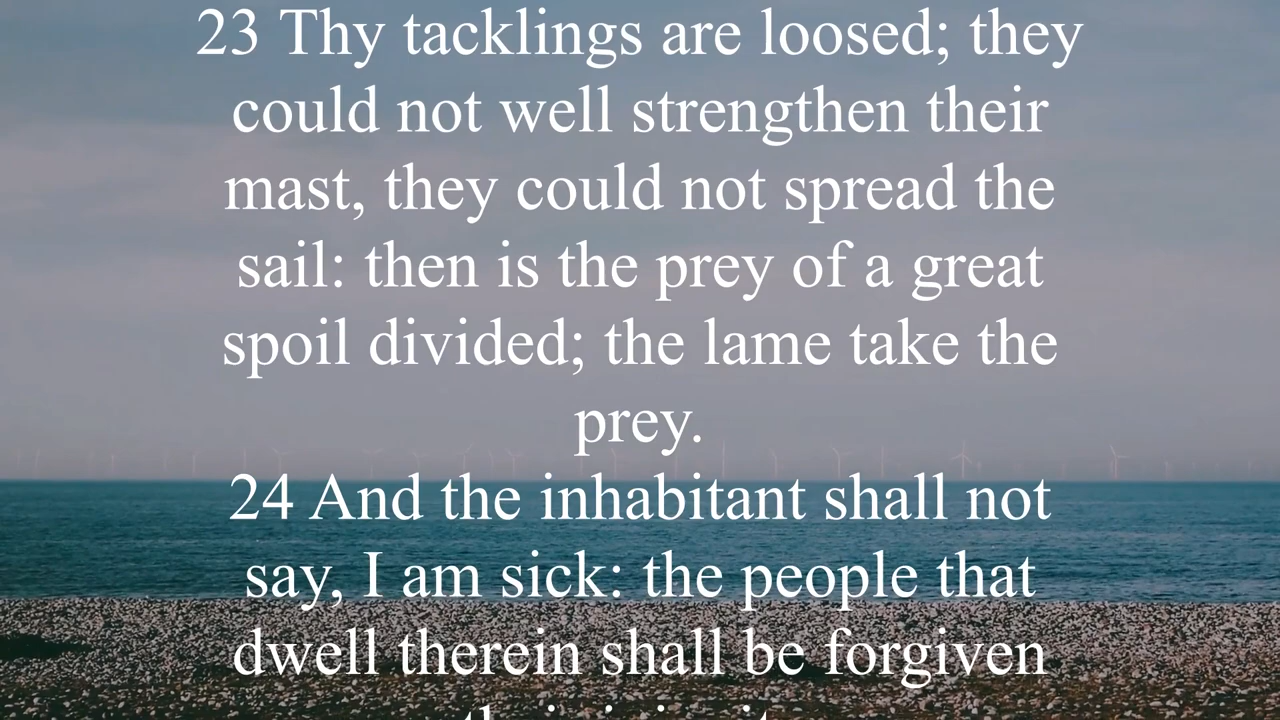 23 Thy tacklings are loosed; they
could not well strengthen their
mast, they could not spread the
sail: then is the prey of a great
spoil divided; the lame take the
prey.
24 And the inhabitant shall not
say, I am sick: the people that
dwell therein shall be forgiven